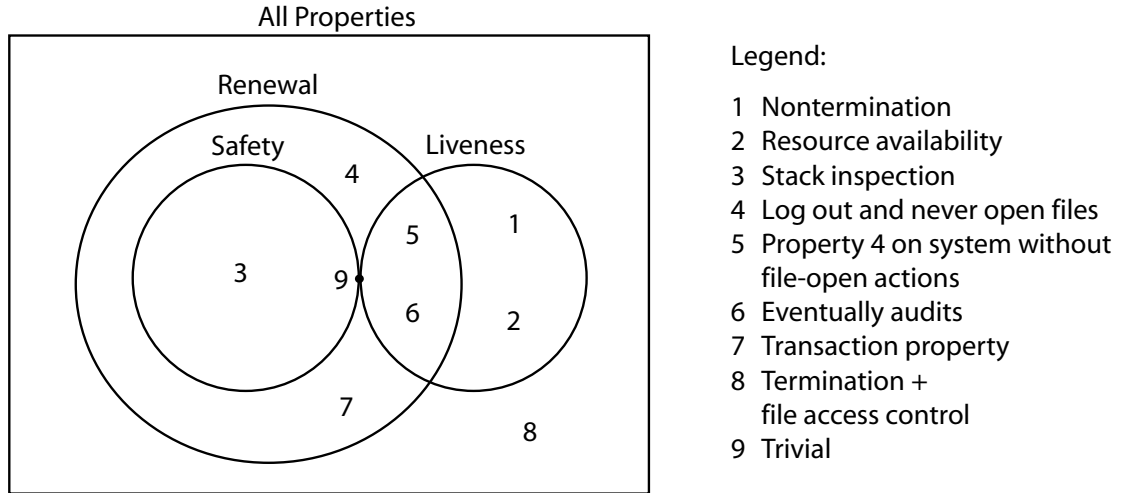 All Properties
Renewal
Safety
Liveness
4
5
1
3
9
6
2
7
8
Legend:
1 Nontermination
2 Resource availability
3 Stack inspection
4 Log out and never open files
5 Property 4 on system without
file-open actions
6 Eventually audits
7 Transaction property
8 Termination +
file access control
9 Trivial